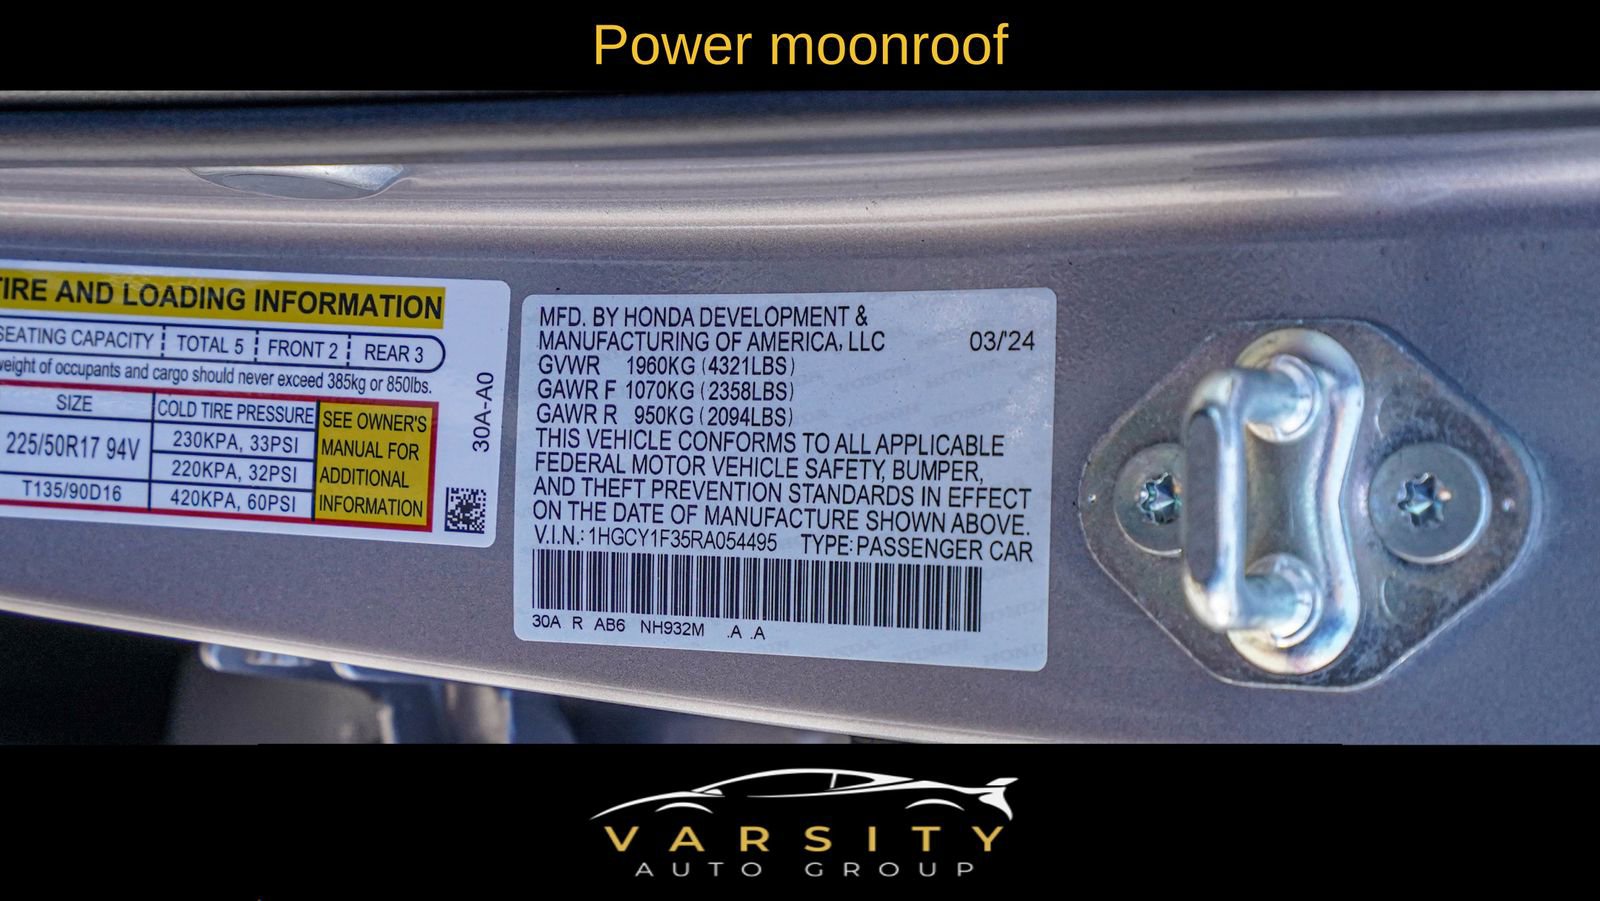 Power moonroof
TIRE AND LOADING INFORMATION
SEATING CAPACITY TOTAL 5 FRONT 2 REAR 3
weight of occupants and cargo should never exceed 385kg or 850lbs.
SIZE COLD TIRE PRESSURE
225/50R17 94V
230KPA, 33PSI
220KPA, 32PSI
T135/90D16 420KPA, 60PSI
SEE OWNER'S
MANUAL FOR
ADDITIONAL
INFORMATION
30A-A0
MFD. BY HONDA DEVELOPMENT &
MANUFACTURING OF AMERICA, LLC 03/'24
GVWR 1960KG (4321LBS)
GAWR F 1070KG (2358LBS)
GAWR R 950KG (2094LBS)
THIS VEHICLE CONFORMS TO ALL APPLICABLE
FEDERAL MOTOR VEHICLE SAFETY, BUMPER,
AND THEFT PREVENTION STANDARDS IN EFFECT
ON THE DATE OF MANUFACTURE SHOWN ABOVE.
V.I.N.: 1HGCY1F35RA054495 TYPE: PASSENGER CAR
30A R AB6 NH932M .A .A
VARSITY
AUTO GROUP